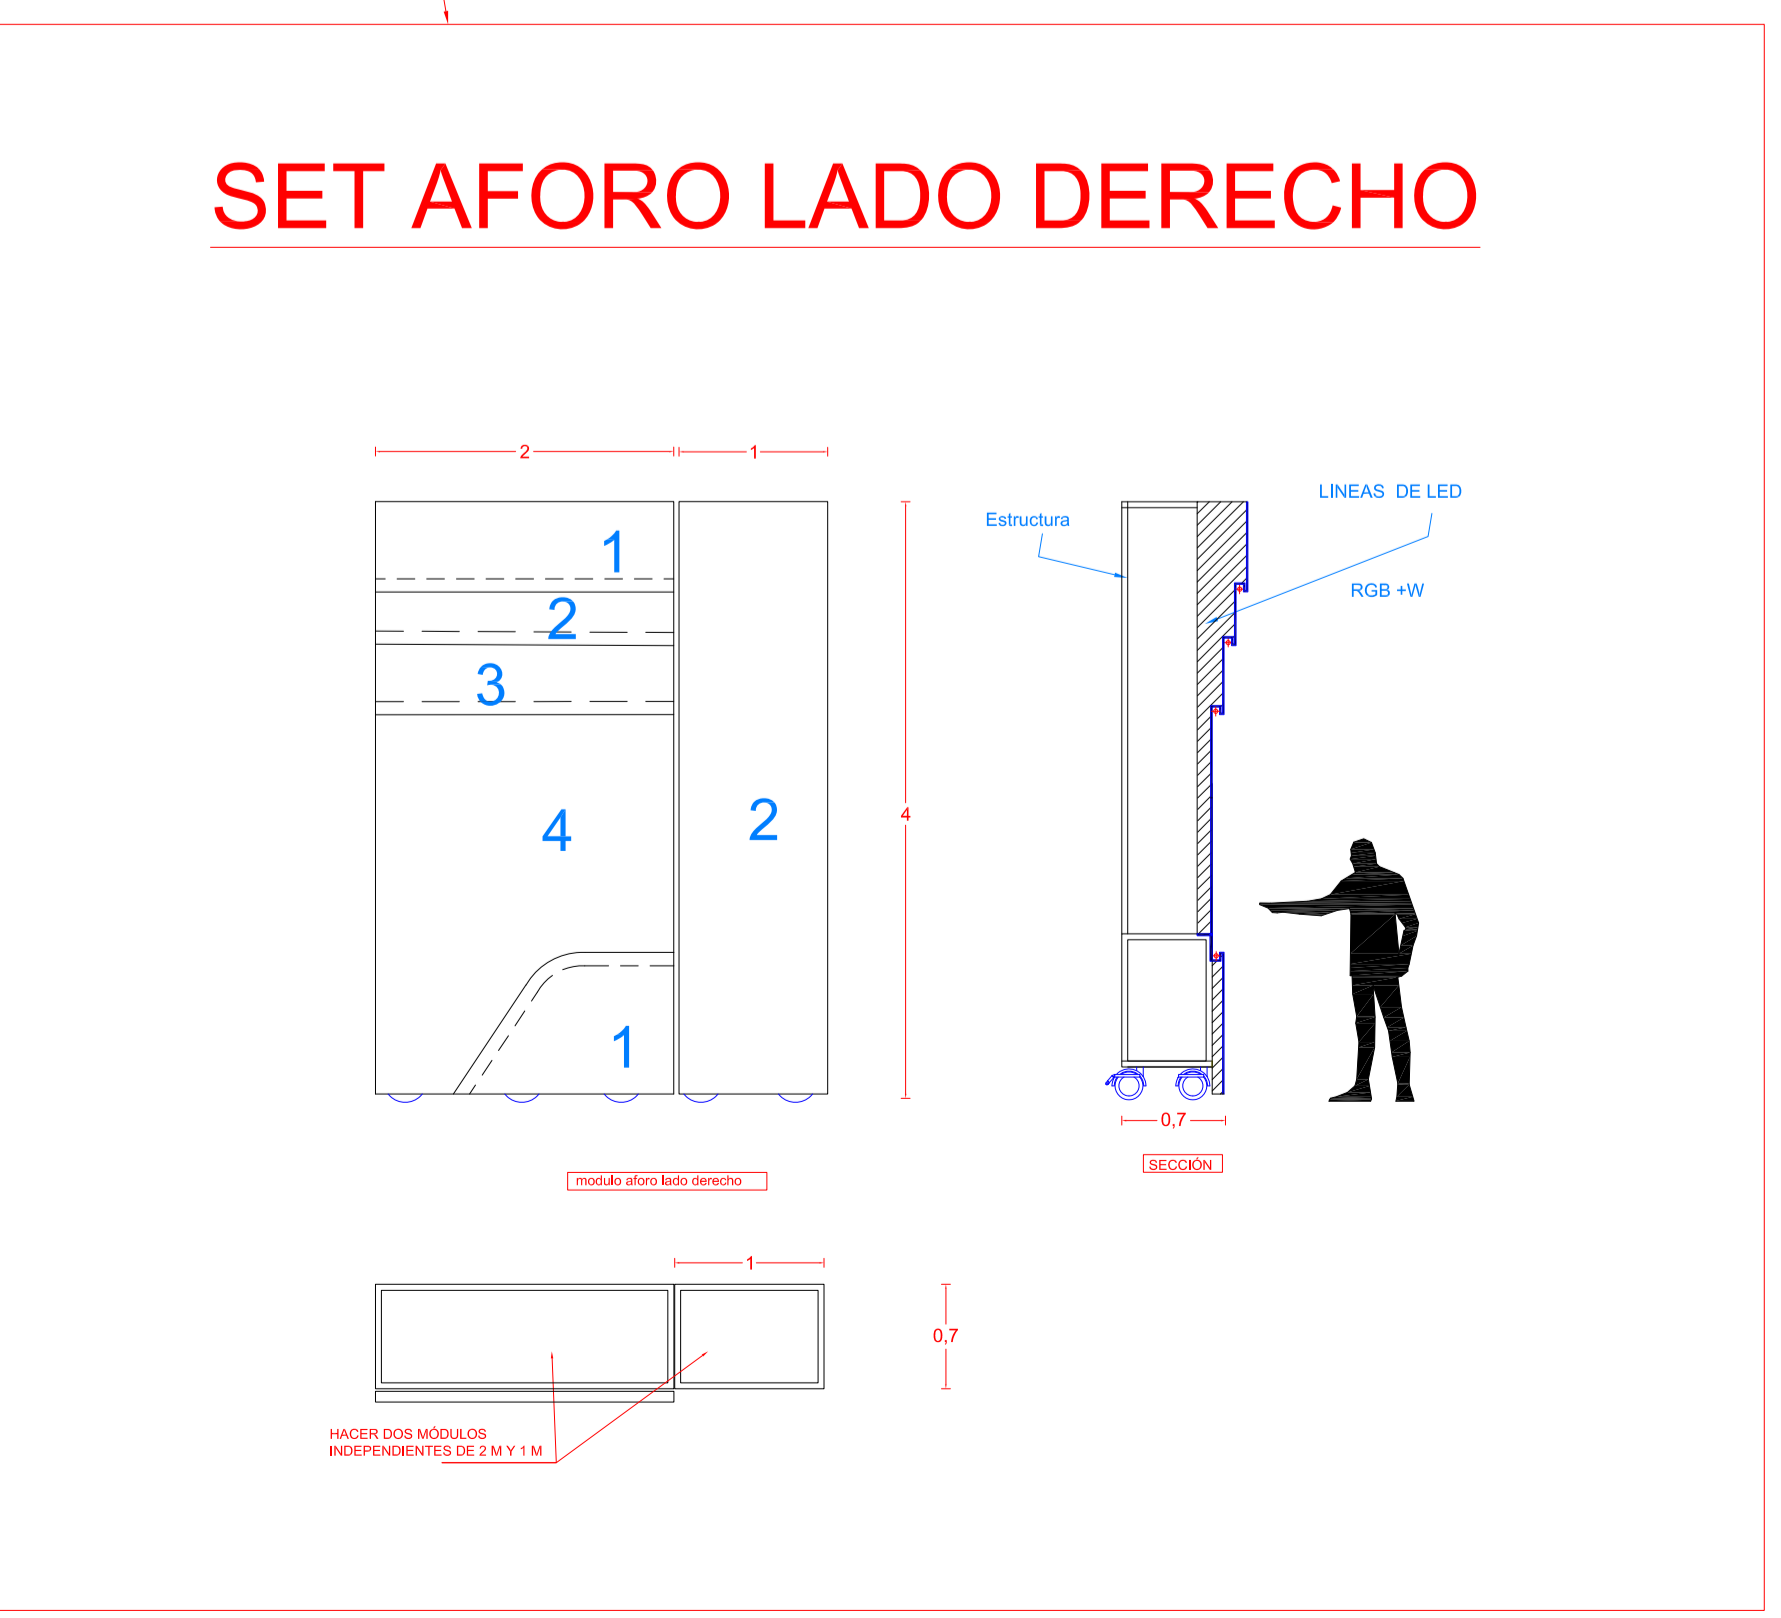 SET AFORO LADO DERECHO
2
1
LINEAS DE LED
Estructura
RGB +W
1
2
3
4
2
4
1
0,7
SECCIÓN
modulo aforo lado derecho
1
0,7
HACER DOS MÓDULOS
INDEPENDIENTES DE 2 M Y 1 M